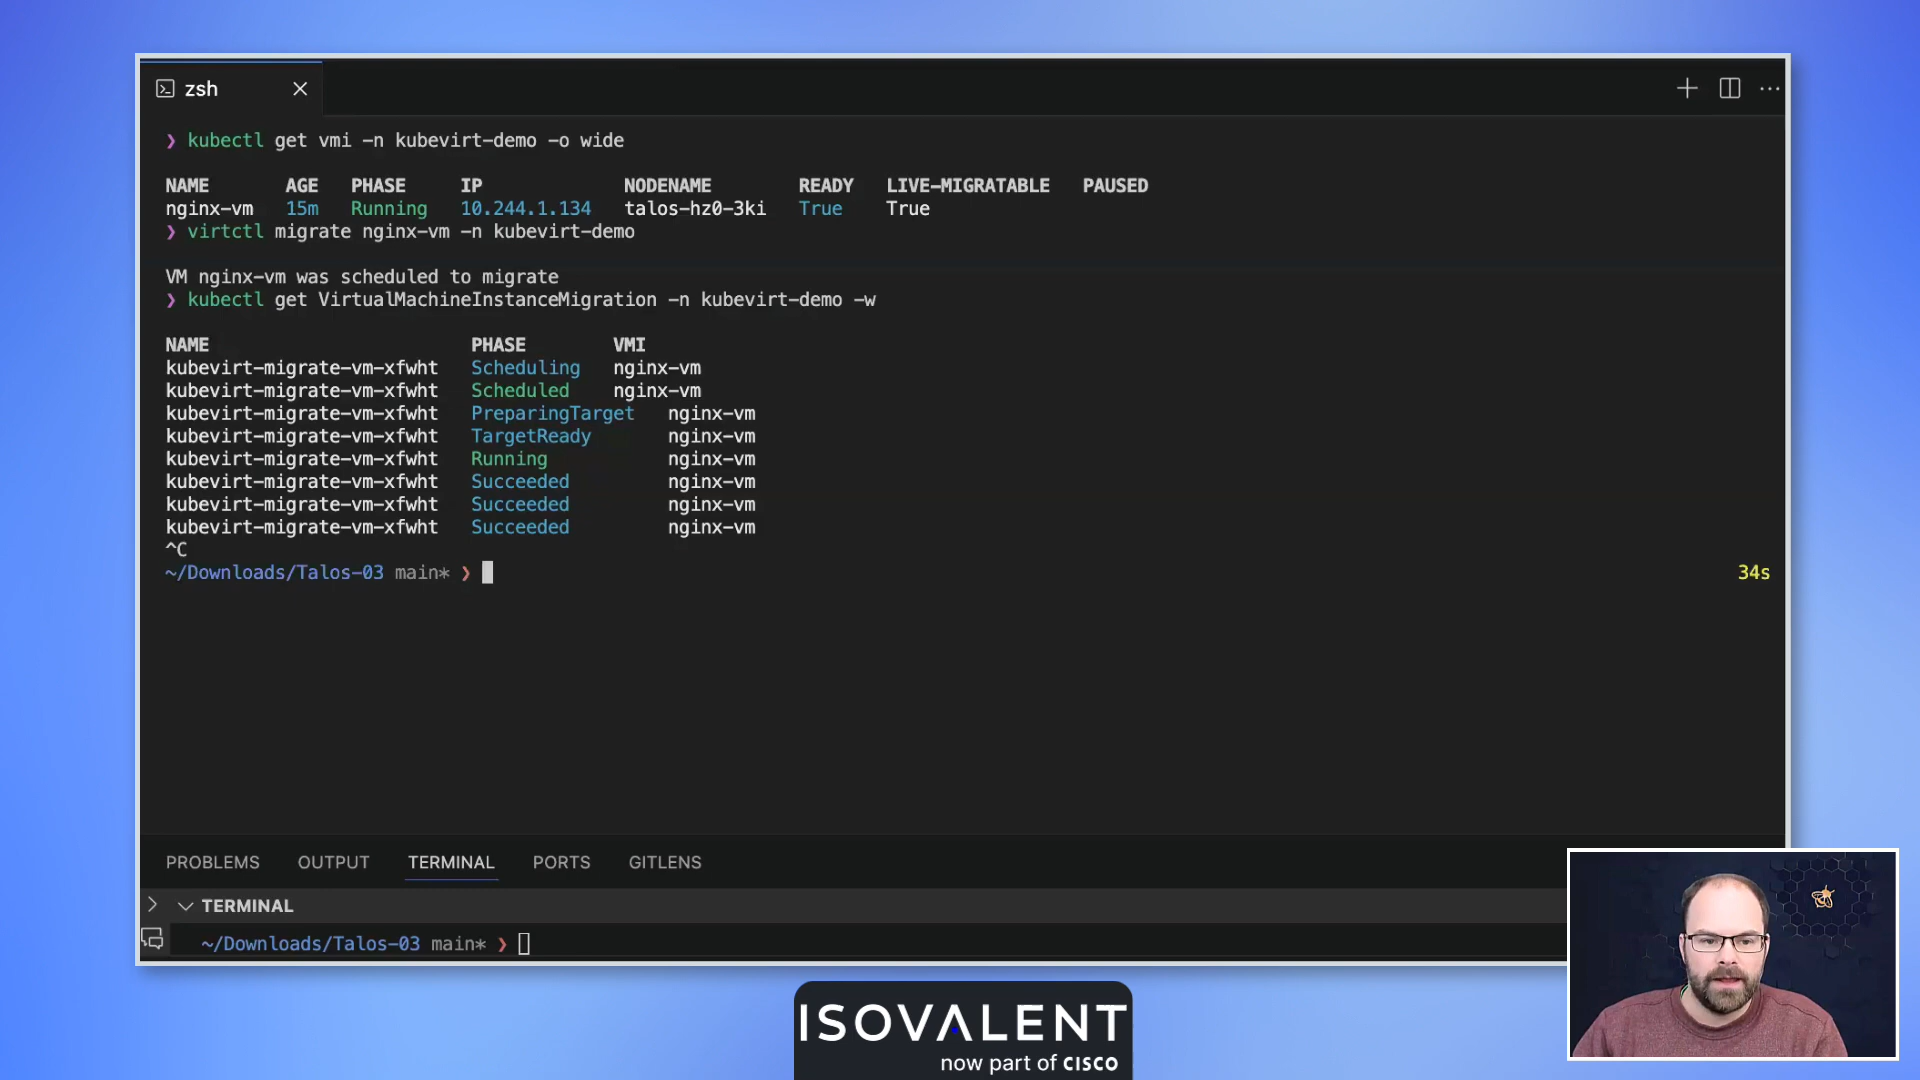 zsh
❯ kubectl get vmi -n kubevirt-demo -o wide
NAME AGE PHASE IP NODENAME READY LIVE-MIGRATABLE PAUSED
nginx-vm 15m Running 10.244.1.134 talos-hz0-3ki True True
❯ virtctl migrate nginx-vm -n kubevirt-demo
VM nginx-vm was scheduled to migrate
❯ kubectl get VirtualMachineInstanceMigration -n kubevirt-demo -w
NAME PHASE VMI
kubevirt-migrate-vm-xfwht Scheduling nginx-vm
kubevirt-migrate-vm-xfwht Scheduled nginx-vm
kubevirt-migrate-vm-xfwht PreparingTarget nginx-vm
kubevirt-migrate-vm-xfwht TargetReady nginx-vm
kubevirt-migrate-vm-xfwht Running nginx-vm
kubevirt-migrate-vm-xfwht Succeeded nginx-vm
kubevirt-migrate-vm-xfwht Succeeded nginx-vm
kubevirt-migrate-vm-xfwht Succeeded nginx-vm
^C
~/Downloads/Talos-03 main* ❯ 34s
PROBLEMS OUTPUT TERMINAL PORTS GITLENS
TERMINAL
~/Downloads/Talos-03 main* ❯
ISOVALENT
now part of CISCO